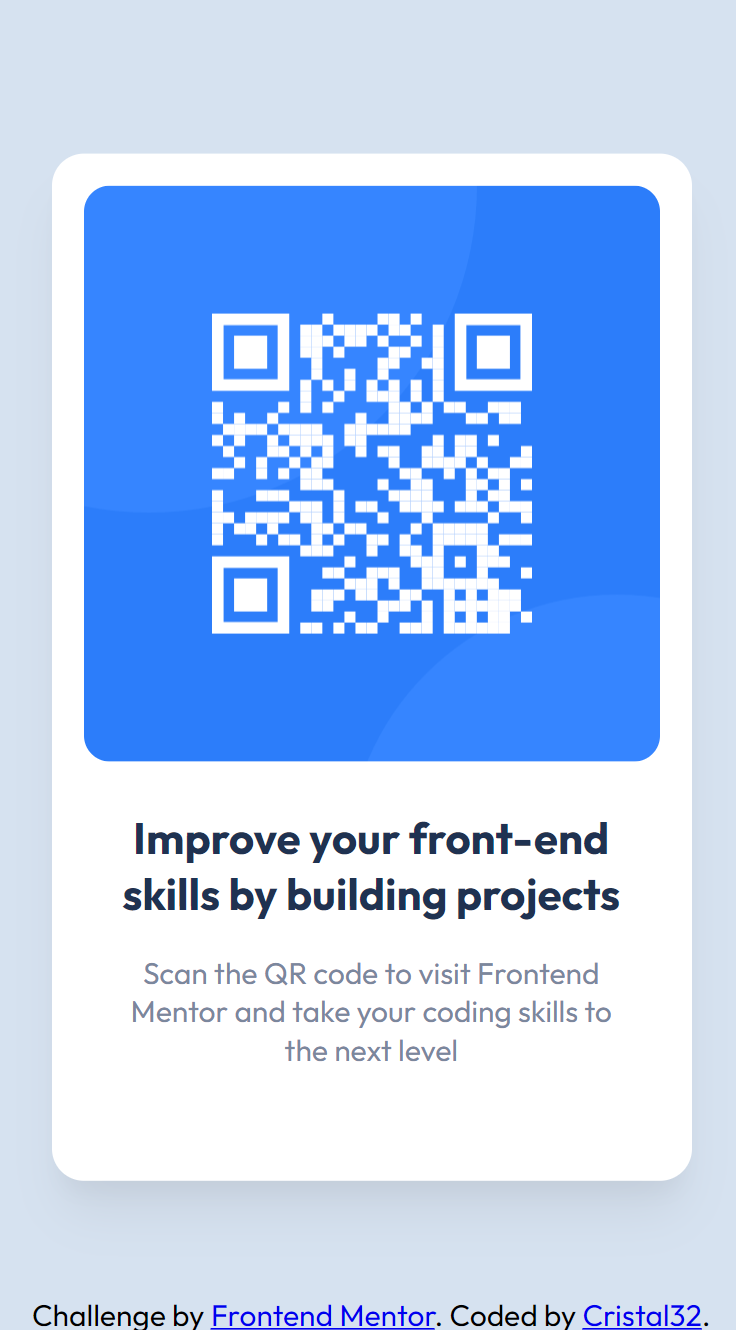 Improve your front-end
skills by building projects
Scan the QR code to visit Frontend
Mentor and take your coding skills to
the next level
Challenge by Frontend Mentor. Coded by Cristal32.